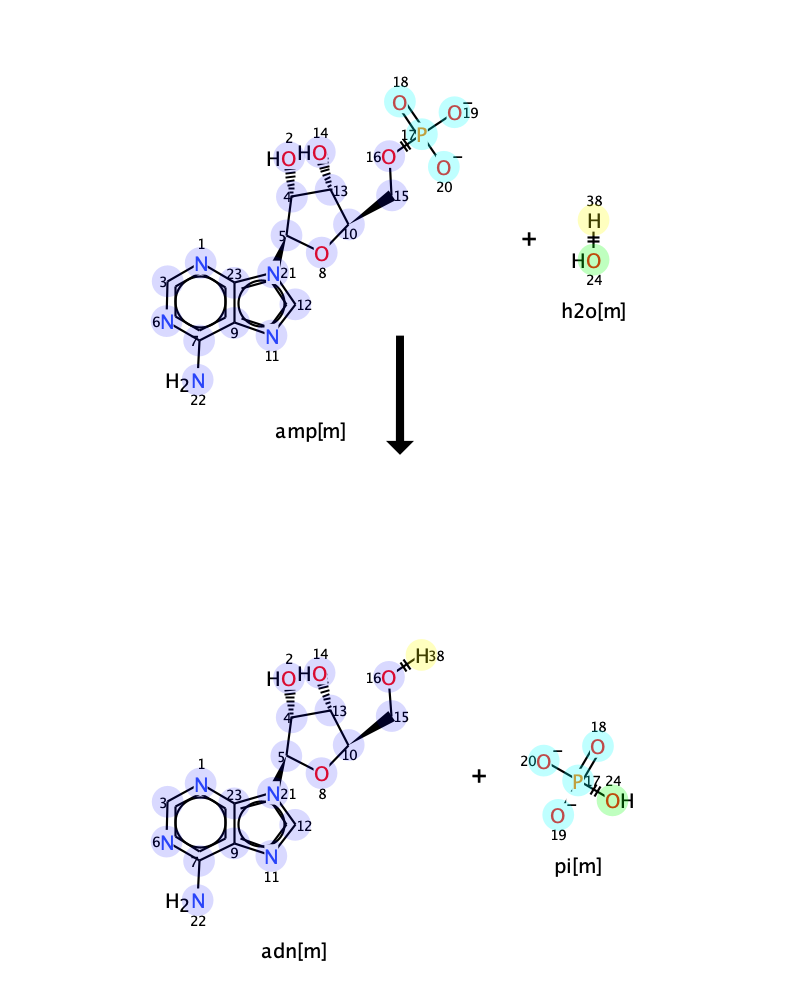 18
O
O⁻ 19
17 P
16 O
O⁻
20
2 14
HO HO
4 13
15
5 10
O
8
1
N 23 N 21
3
12
6 N 9 N
7 11
H2N
22
amp[m]
+
38
H
HO
24
h2o[m]
2 14
HO HO
16 O H 38
4 13
15
5 10
O
8
1
N 23 N 21
3
12
6 N 9 N
7 11
H2N
22
adn[m]
+
18
20 O⁻ O
P 17 24
OH
O⁻
19
pi[m]